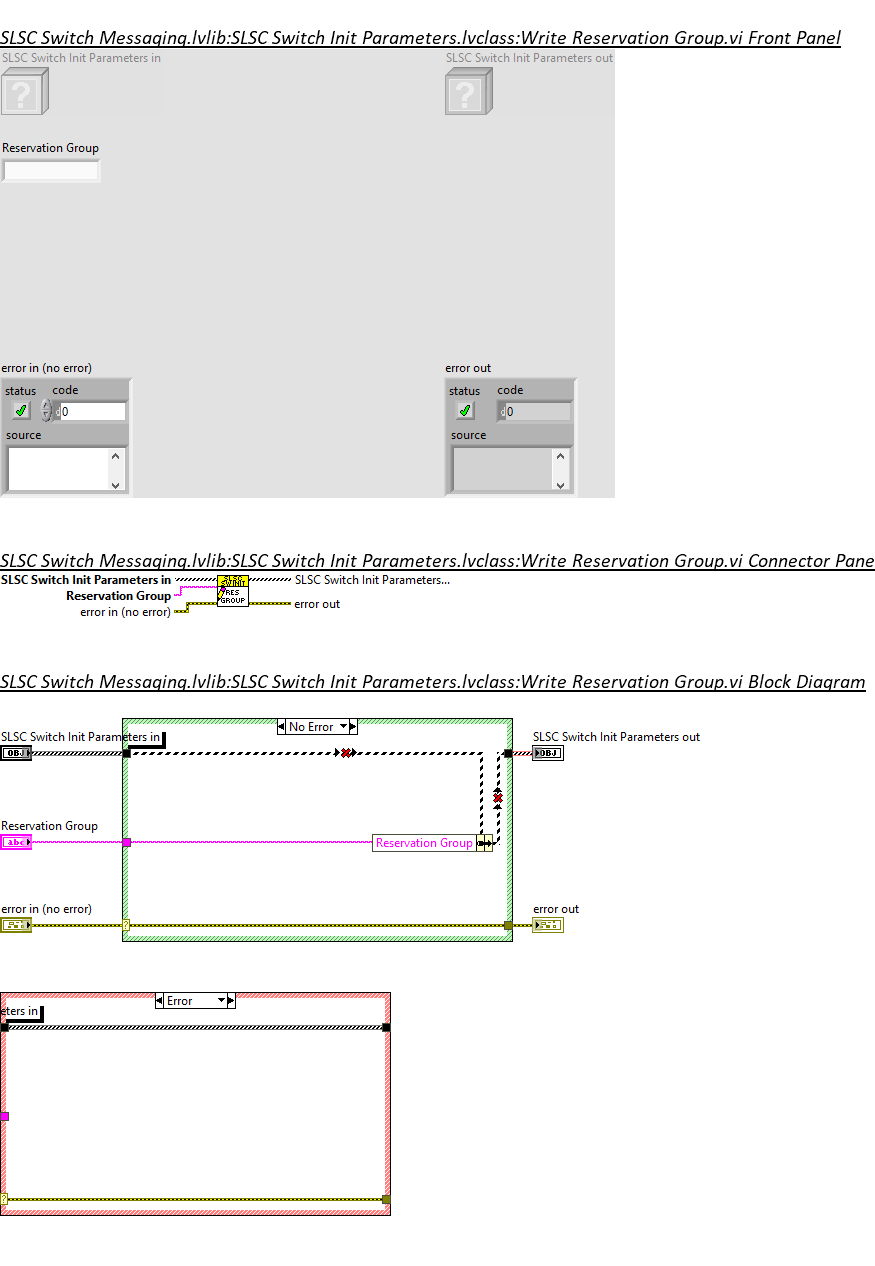 SLSC Switch Messaging.lvlib:SLSC Switch Init Parameters.lvclass:Write Reservation Group.vi Front Panel
SLSC Switch Init Parameters in
SLSC Switch Init Parameters out
?
?
Reservation Group
error in (no error)
error out
status
code
status
code
d
0
d
0
source
source
SLSC Switch Messaging.lvlib:SLSC Switch Init Parameters.lvclass:Write Reservation Group.vi Connector Pane
SLSC Switch Init Parameters in
SLSC
SWINIT
SLSC Switch Init Parameters...
Reservation Group
RES
GROUP
error in (no error)
error out
SLSC Switch Messaging.lvlib:SLSC Switch Init Parameters.lvclass:Write Reservation Group.vi Block Diagram
No Error
SLSC Switch Init Parameters in
SLSC Switch Init Parameters out
OBJ
OBJ
Reservation Group
abc
Reservation Group
error in (no error)
error out
?
Error
eters in
?